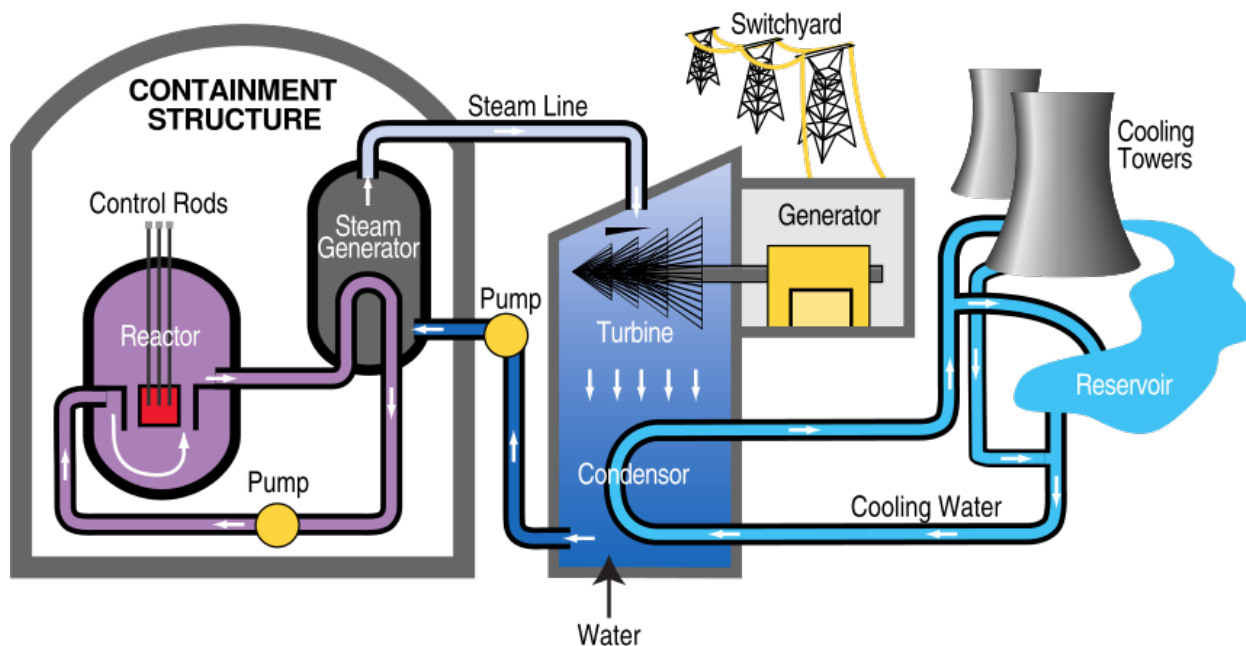 Switchyard
CONTAINMENT
STRUCTURE
Steam Line
Cooling
Towers
Control Rods
Steam
Generator
Generator
Pump
Reactor
Turbine
Reservoir
Condensor
Pump
Cooling Water
Water